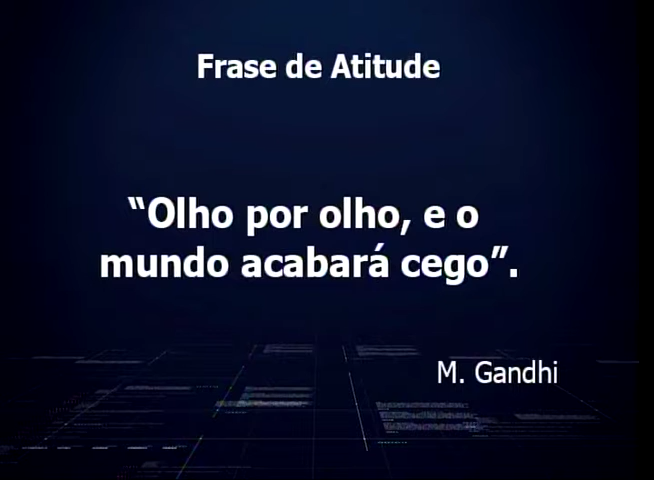 Frase de Atitude
“Olho por olho, e o
mundo acabará cego”.
M. Gandhi